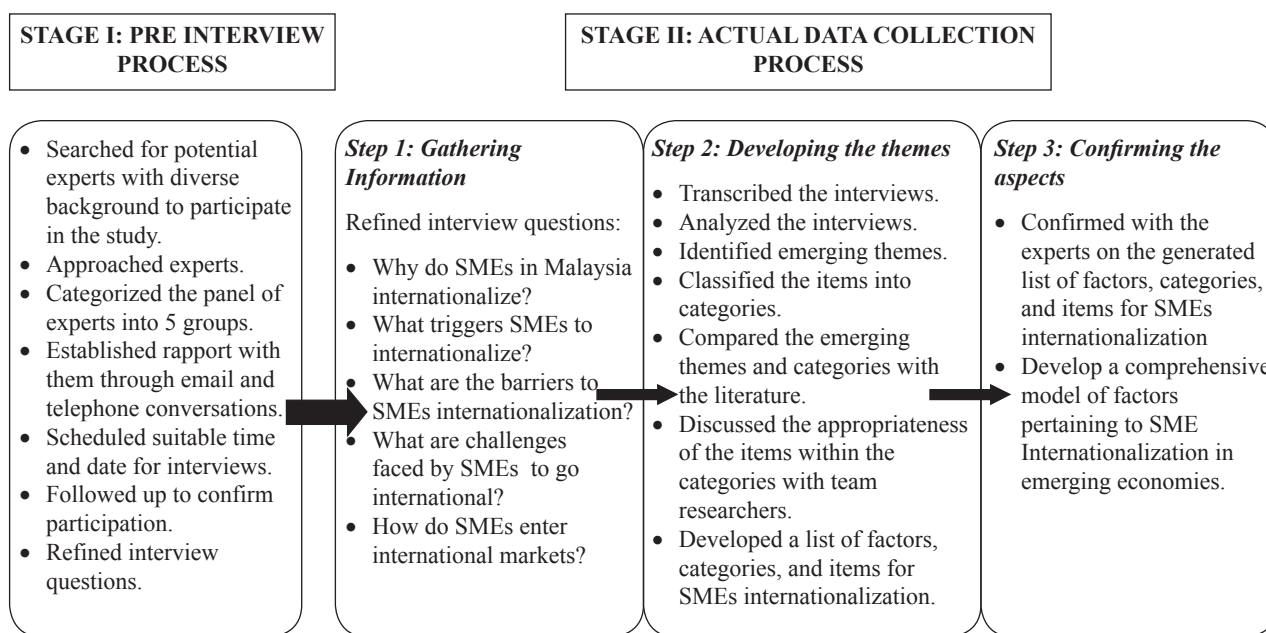 STAGE I: PRE INTERVIEW
PROCESS
STAGE II: ACTUAL DATA COLLECTION
PROCESS
• Searched for potential
experts with diverse
background to participate
in the study.
• Approached experts.
• Categorized the panel of
experts into 5 groups.
• Established rapport with
them through email and
telephone conversations.
• Scheduled suitable time
and date for interviews.
• Followed up to confirm
participation.
• Refined interview
questions.
Step 1: Gathering
Information
Refined interview questions:
• Why do SMEs in Malaysia
internationalize?
• What triggers SMEs to
internationalize?
• What are the barriers to
SMEs internationalization?
• What are challenges
faced by SMEs to go
international?
• How do SMEs enter
international markets?
Step 2: Developing the themes
• Transcribed the interviews.
• Analyzed the interviews.
• Identified emerging themes.
• Classified the items into
categories.
• Compared the emerging
themes and categories with
the literature.
• Discussed the appropriateness
of the items within the
categories with team
researchers.
• Developed a list of factors,
categories, and items for
SMEs internationalization.
Step 3: Confirming the
aspects
• Confirmed with the
experts on the generated
list of factors, categories,
and items for SMEs
internationalization
• Develop a comprehensive
model of factors
pertaining to SME
Internationalization in
emerging economies.